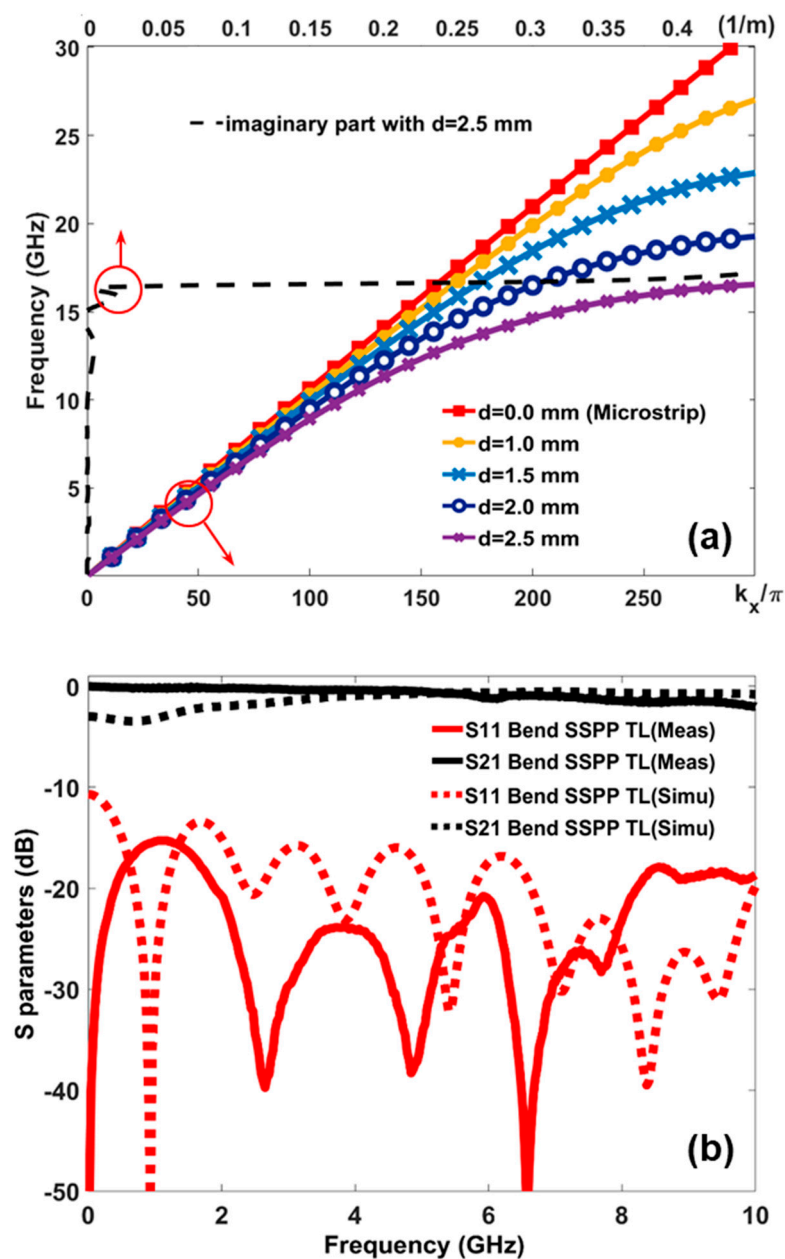 0 0.05 0.1 0.15 0.2 0.25 0.3 0.35 0.4 (1/m)
30
25
20
15
10
5
Frequency (GHz)
imaginary part with d=2.5 mm
d=0.0 mm (Microstrip)
d=1.0 mm
d=1.5 mm
d=2.0 mm
d=2.5 mm
(a)
0 50 100 150 200 250 kx/π
0
-10
-20
-30
-40
-50
S parameters (dB)
S11 Bend SSPP TL(Meas)
S21 Bend SSPP TL(Meas)
S11 Bend SSPP TL(Simu)
S21 Bend SSPP TL(Simu)
(b)
0 2 4 6 8 10
Frequency (GHz)